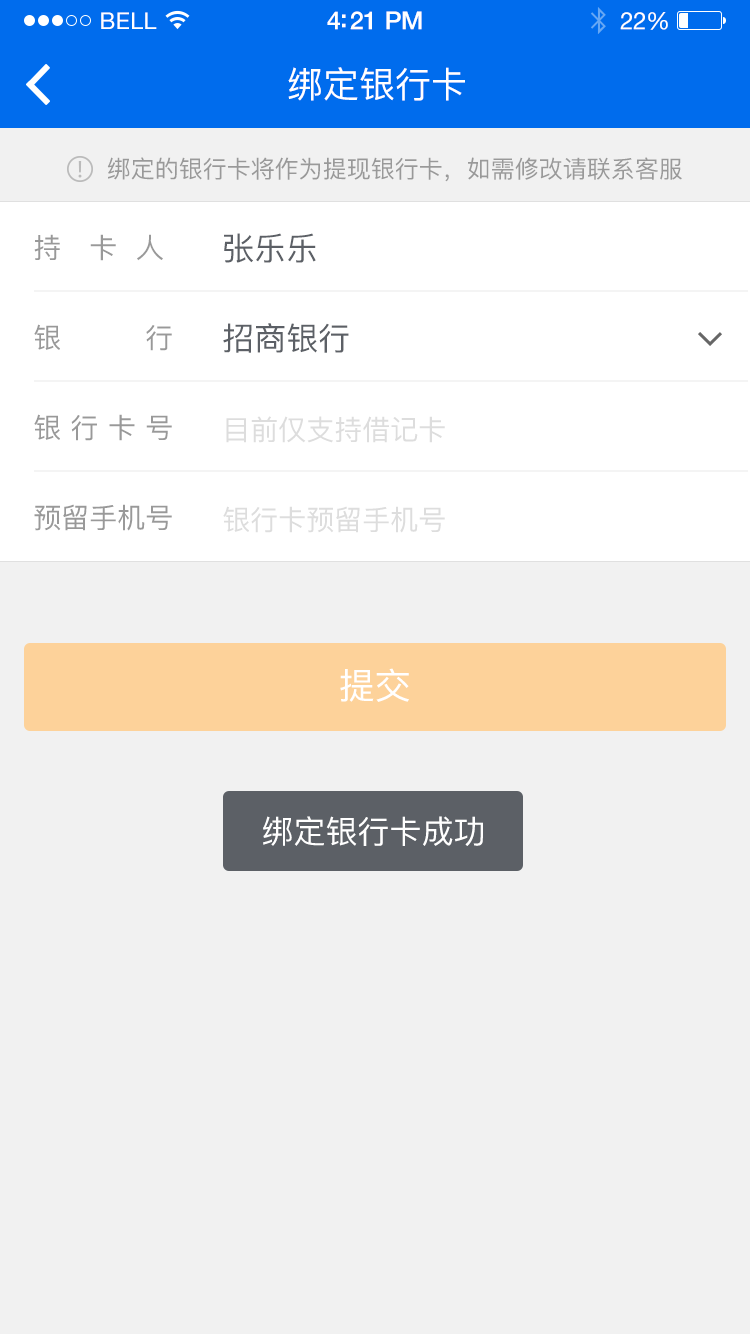 BELL 4:21 PM 22%
绑定银行卡
绑定的银行卡将作为提现银行卡，如需修改请联系客服
持卡人 张乐乐
银行 招商银行
银行卡号 目前仅支持借记卡
预留手机号 银行卡预留手机号
提交
绑定银行卡成功